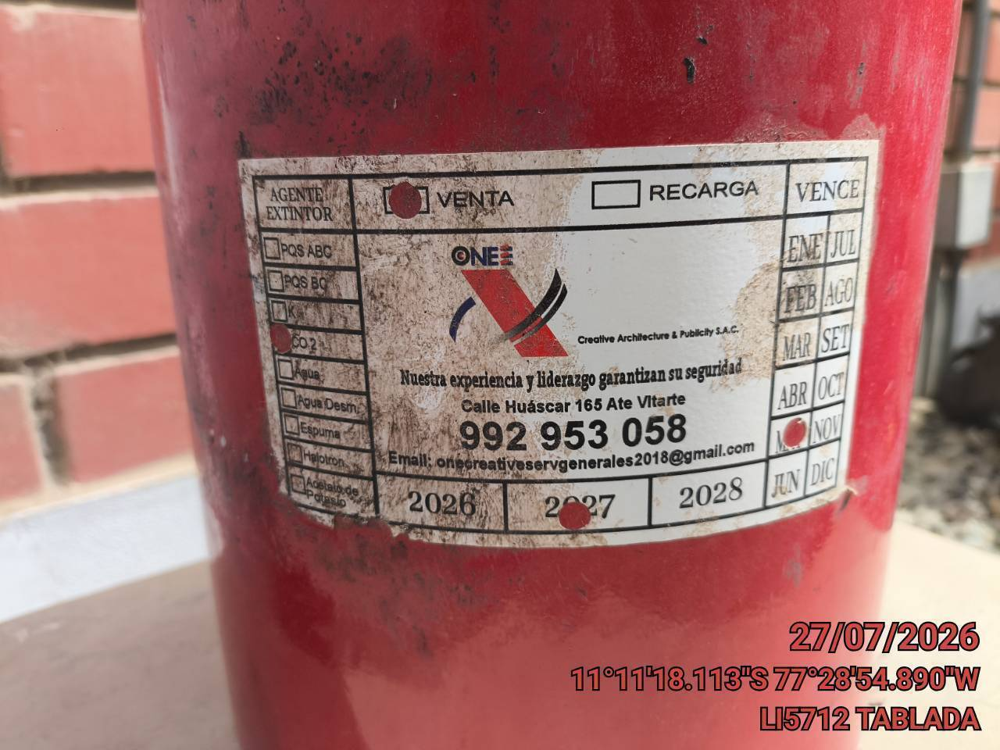 AGENTE
EXTINTOR
VENTA
RECARGA
VENCE
PQS ABC
PQS BC
K
CO 2
Agua
Agua Desm.
Espuma
Halotron
Acetato de
Potasio
ONE
Creative Architecture & Publicity S.A.C.
Nuestra experiencia y liderazgo garantizan su seguridad
Calle Huáscar 165 Ate Vitarte
992 953 058
Email: onecreativeservgenerales2018@gmail.com
2026
2027
2028
ENE JUL
FEB AGO
MAR SET
ABR OCT
NOV
JUN DIC
27/07/2026
11°11'18.113"S 77°28'54.890"W
LI5712 TABLADA